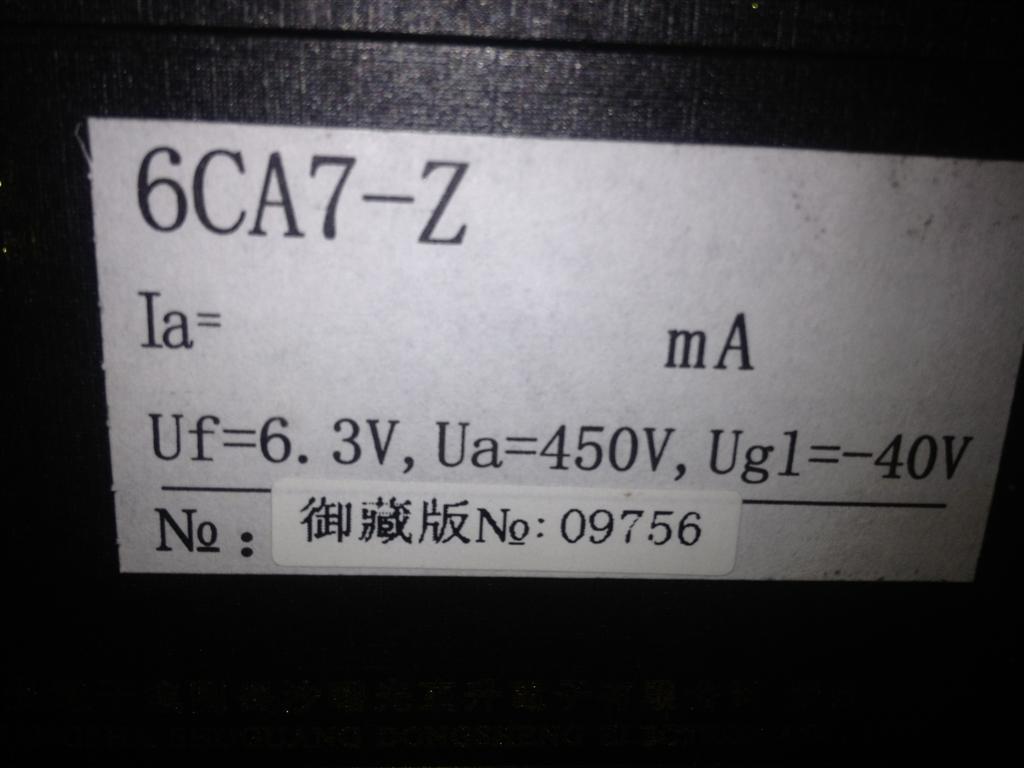 6CA7-Z
Ia= mA
Uf=6.3V, Ua=450V, Ug1=-40V
№: 御藏版№: 09756